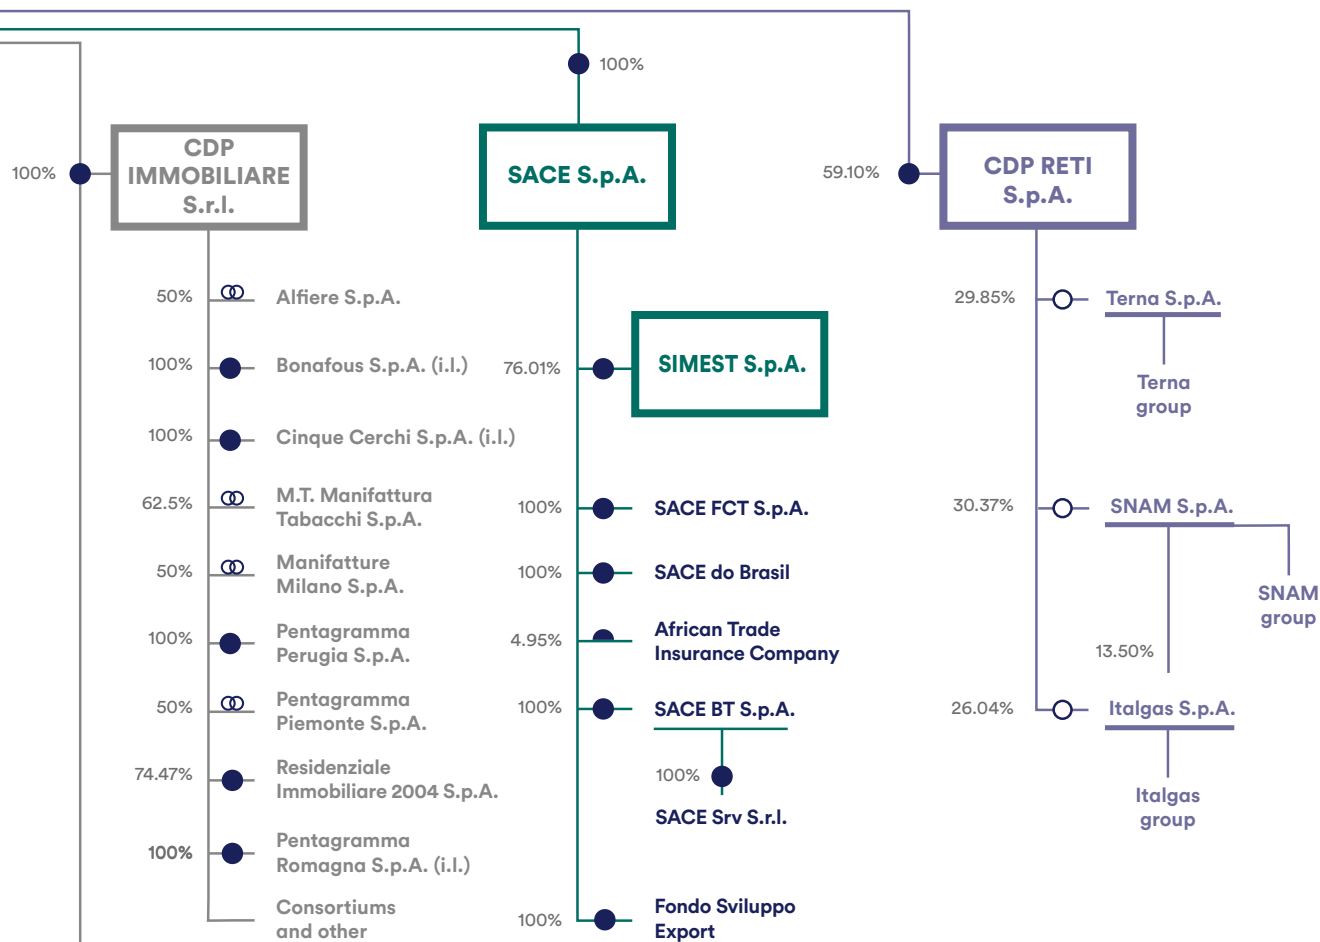 100%
100%
CDP
IMMOBILIARE
S.r.l.
50%
Alfiere S.p.A.
100%
Bonafous S.p.A. (i.l.)
100%
Cinque Cerchi S.p.A. (i.l.)
62.5%
M.T. Manifattura
Tabacchi S.p.A.
50%
Manifatture
Milano S.p.A.
100%
Pentagramma
Perugia S.p.A.
50%
Pentagramma
Piemonte S.p.A.
74.47%
Residenziale
Immobiliare 2004 S.p.A.
100%
Pentagramma
Romagna S.p.A. (i.l.)
Consortiums
and other
SACE S.p.A.
76.01%
SIMEST S.p.A.
100%
SACE FCT S.p.A.
100%
SACE do Brasil
4.95%
African Trade
Insurance Company
100%
SACE BT S.p.A.
100%
SACE Srv S.r.l.
100%
Fondo Sviluppo
Export
59.10%
CDP RETI
S.p.A.
29.85%
Terna S.p.A.
Terna
group
30.37%
SNAM S.p.A.
SNAM
group
13.50%
26.04%
Italgas S.p.A.
Italgas
group